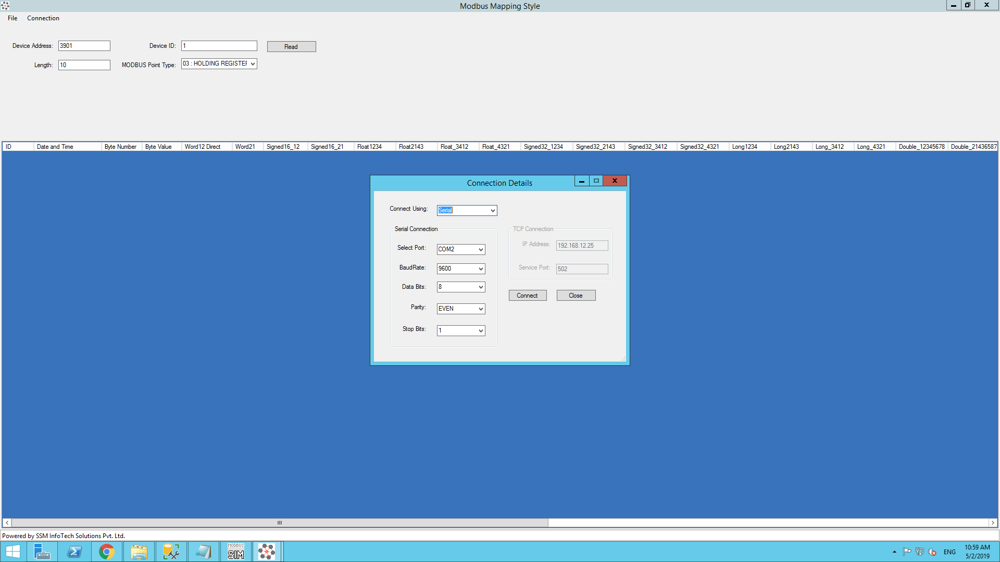 Modbus Mapping Style
File Connection
Device Address: 3901 Device ID: 1 Read
Length: 10 MODBUS Point Type: 03 : HOLDING REGISTER
ID Date and Time Byte Number Byte Value Word12 Direct Word21 Signed16_12 Signed16_21 Float1234 Float2143 Float_3412 Float_4321 Signed32_1234 Signed32_2143 Signed32_3412 Signed32_4321 Long1234 Long2143 Long_3412 Long_4321 Double_12345678 Double_21436587
Connection Details
Connect Using: Serial
Serial Connection
Select Port: COM2
BaudRate: 9600
Data Bits: 8
Parity: EVEN
Stop Bits: 1
TCP Connection
IP Address: 192.168.12.25
Service Port: 502
Connect Close
Powered by SSM InfoTech Solutions Pvt. Ltd.
MODBUS
SIM
ENG
10:59 AM
5/2/2019